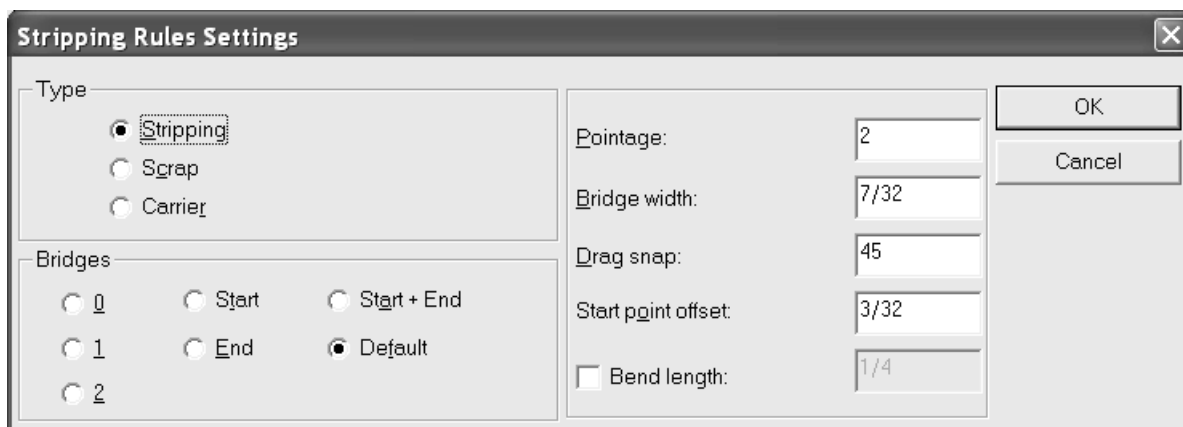 Stripping Rules Settings
Type
Stripping
Scrap
Carrier
Bridges
0
Start
Start + End
1
End
Default
2
Pointage:
2
Bridge width:
7/32
Drag snap:
45
Start point offset:
3/32
Bend length:
1/4
OK
Cancel